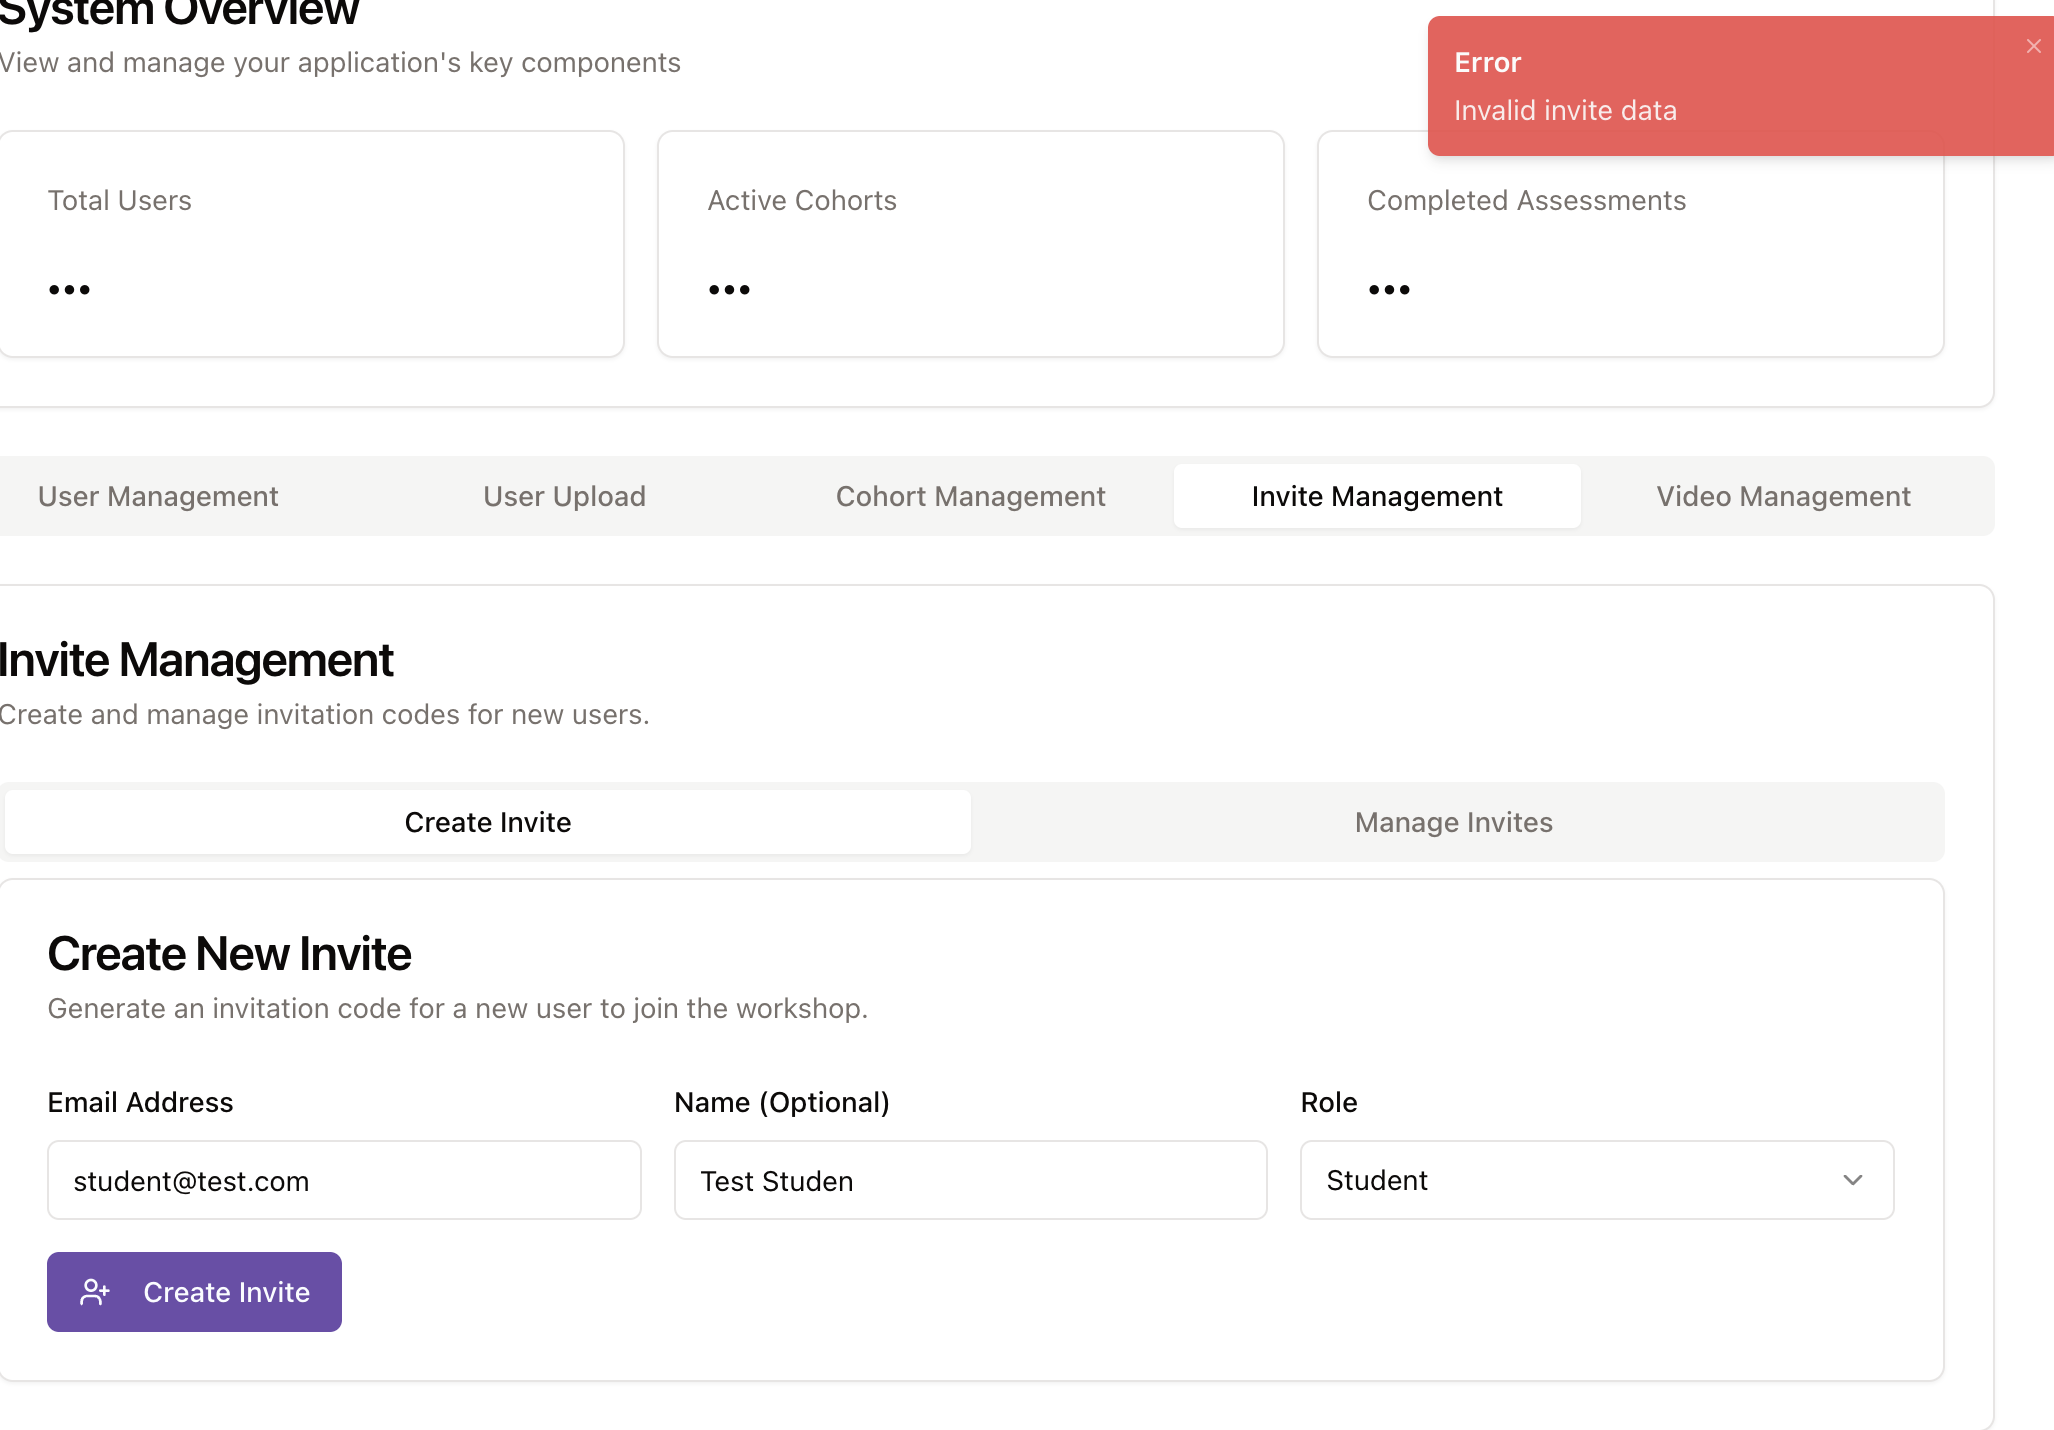 System Overview
View and manage your application's key components
Error
Invalid invite data
Total Users
...
Active Cohorts
...
Completed Assessments
...
User Management
User Upload
Cohort Management
Invite Management
Video Management
Invite Management
Create and manage invitation codes for new users.
Create Invite
Manage Invites
Create New Invite
Generate an invitation code for a new user to join the workshop.
Email Address
student@test.com
Name (Optional)
Test Studen
Role
Student
Create Invite